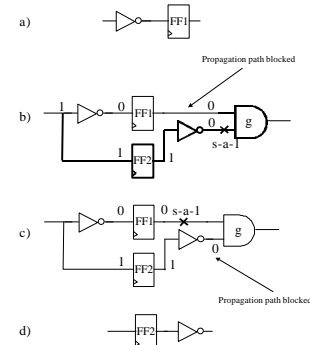 a)
FF1
Propagation path blocked
b)
1 0 FF1 0
0 g
s-a-1
1 FF2 1
c)
0 FF1 0 s-a-1
g
0
1 FF2 1
Propagation path blocked
d)
FF2